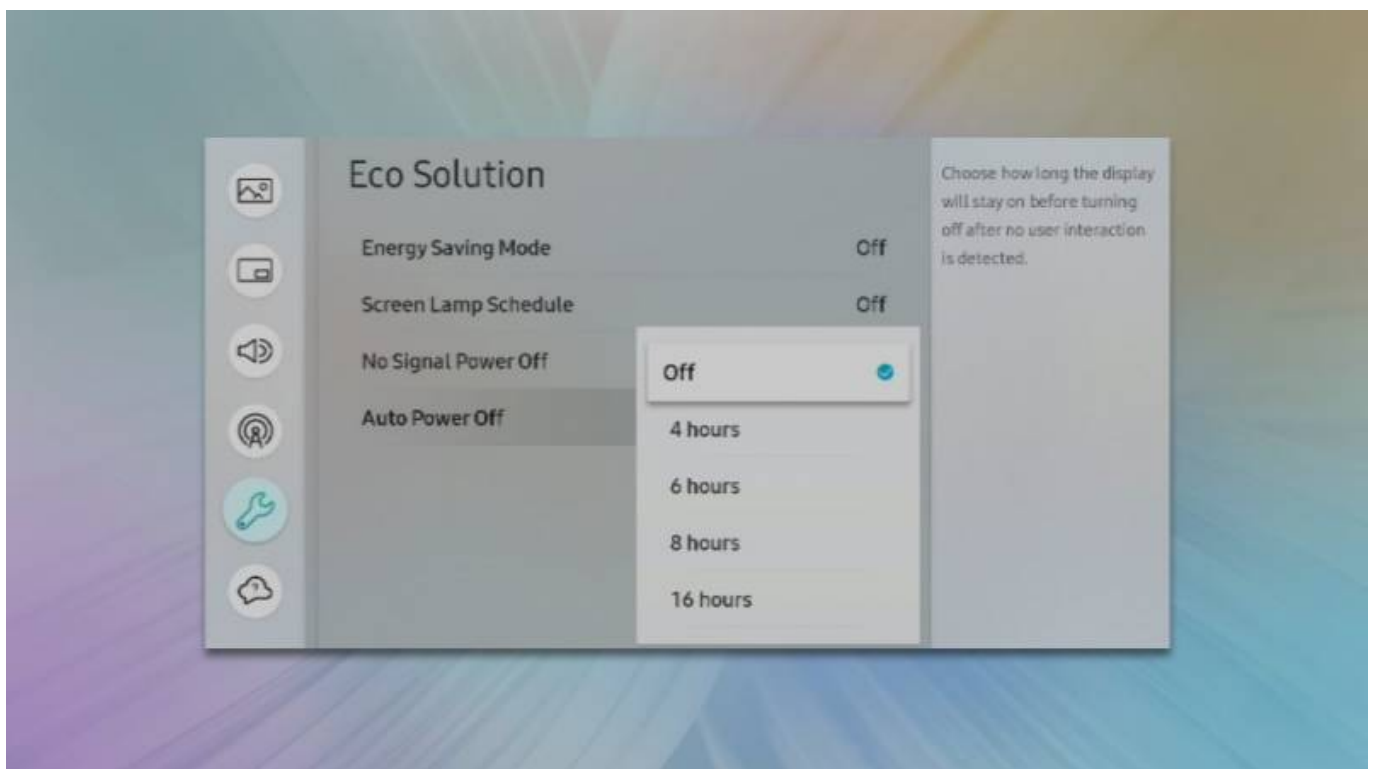 Eco Solution
Energy Saving Mode Off
Screen Lamp Schedule Off
No Signal Power Off
Auto Power Off
Off
4 hours
6 hours
8 hours
16 hours
Choose how long the display
will stay on before turning
off after no user interaction
is detected.